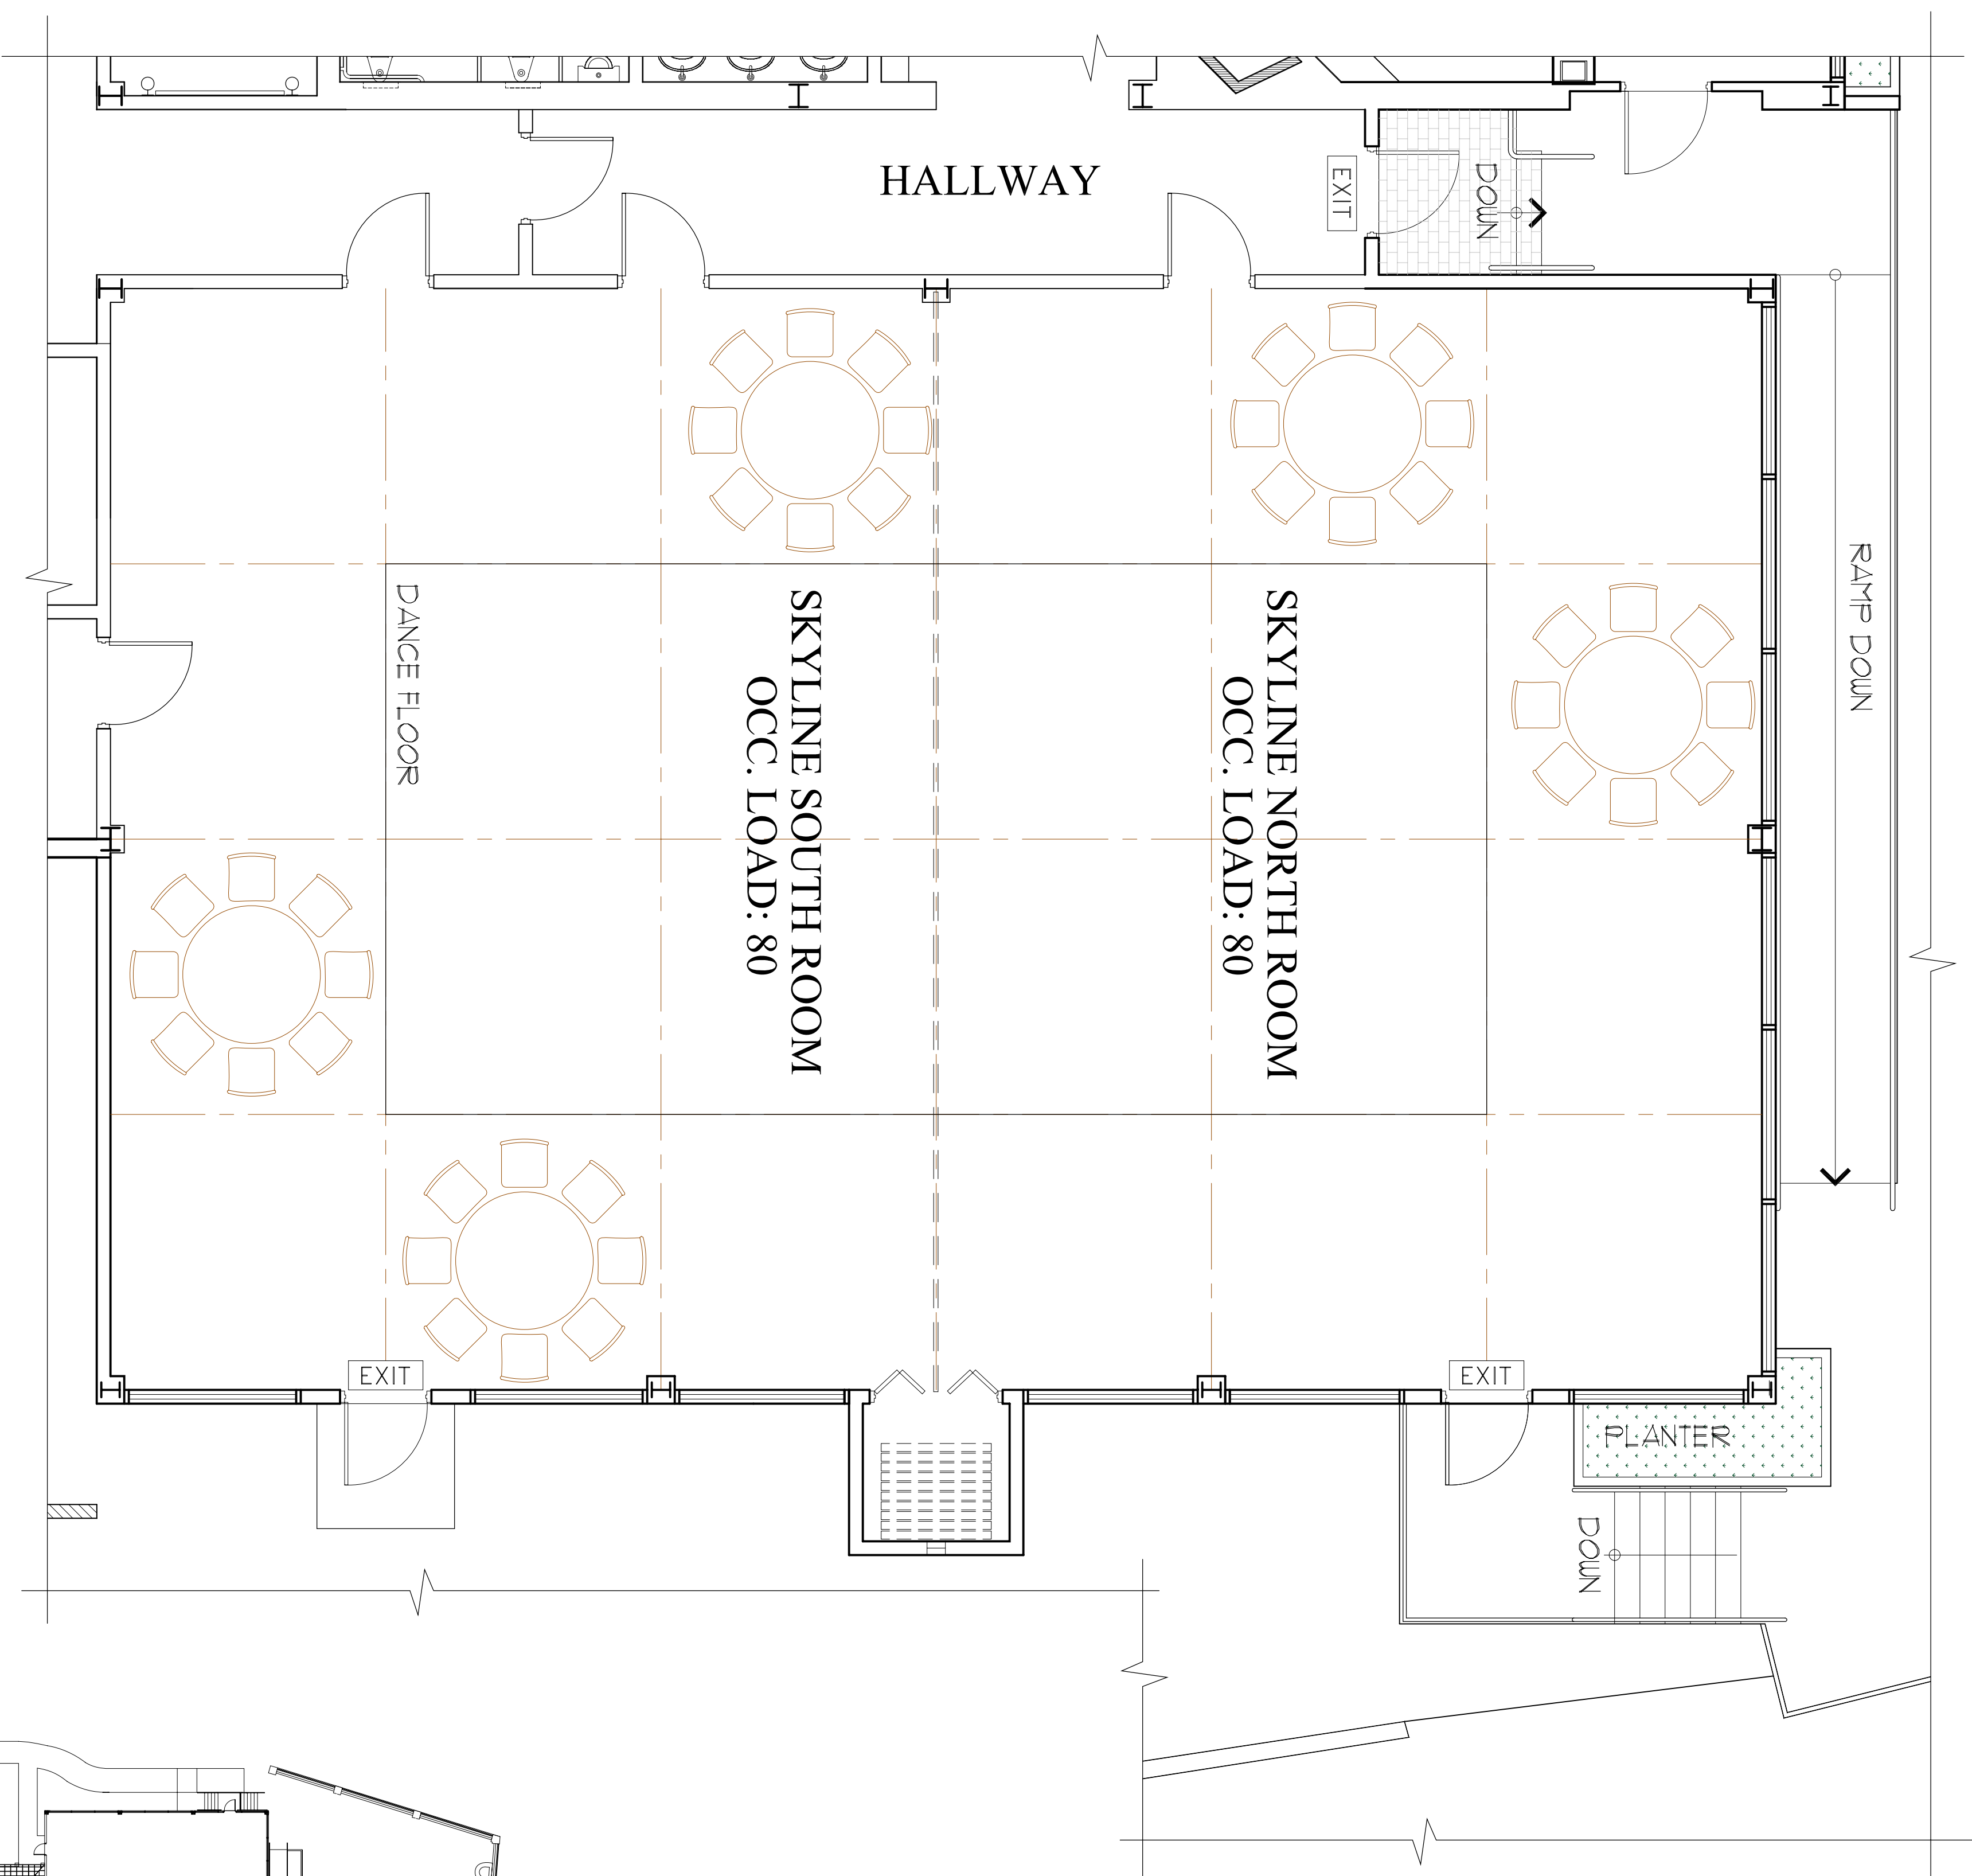 HALLWAY
EXIT
DOWN
RAMP DOWN
DANCE FLOOR
SKYLINE SOUTH ROOM
OCC. LOAD: 80
SKYLINE NORTH ROOM
OCC. LOAD: 80
EXIT
EXIT
PLANTER
DOWN